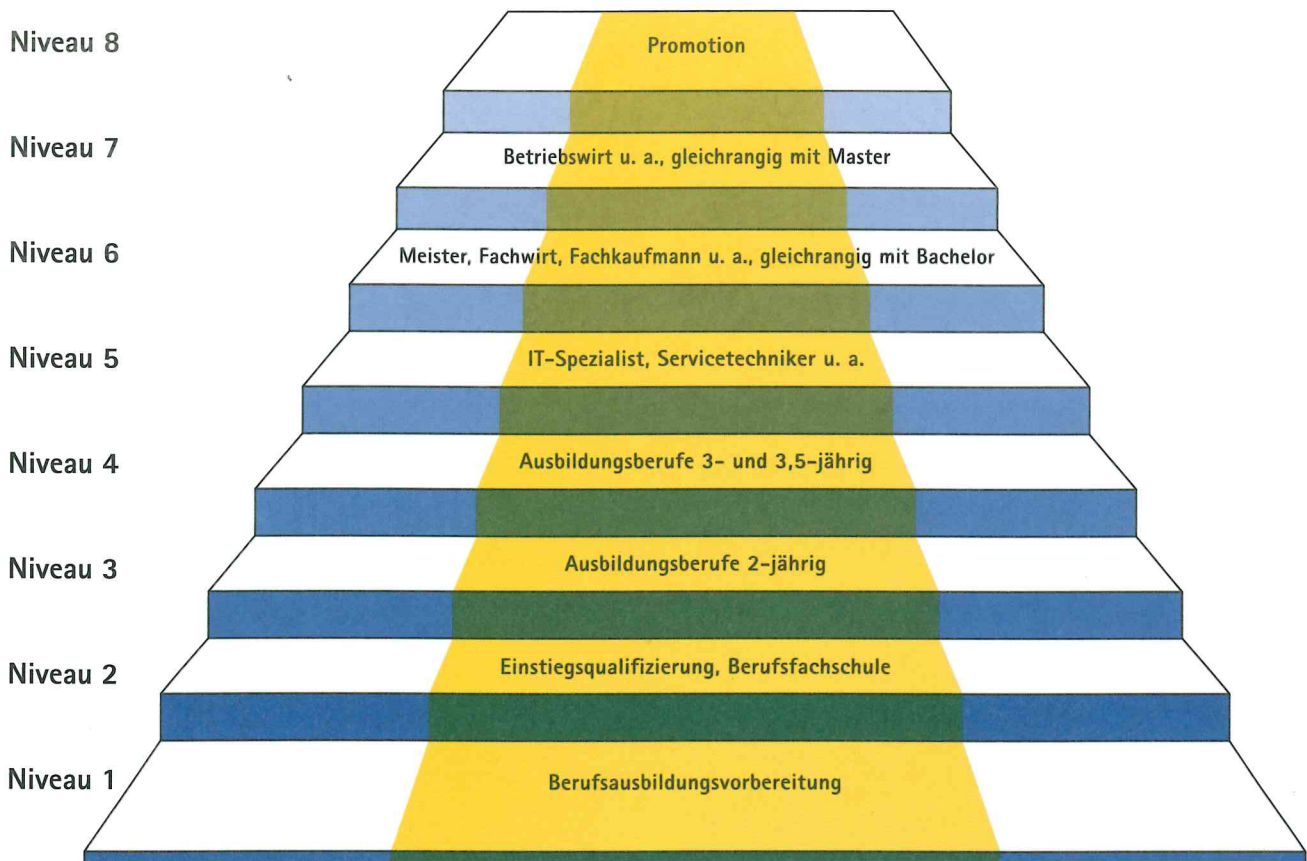 Niveau 8
Promotion
Niveau 7
Betriebswirt u. a., gleichrangig mit Master
Niveau 6
Meister, Fachwirt, Fachkaufmann u. a., gleichrangig mit Bachelor
Niveau 5
IT-Spezialist, Servicetechniker u. a.
Niveau 4
Ausbildungsberufe 3- und 3,5-jährig
Niveau 3
Ausbildungsberufe 2-jährig
Niveau 2
Einstiegsqualifizierung, Berufsfachschule
Niveau 1
Berufsausbildungsvorbereitung